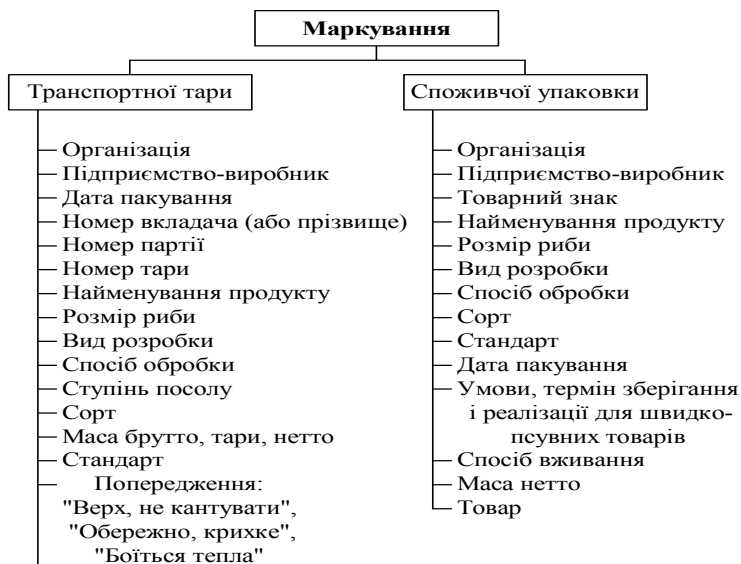 Маркування
Транспортної тари
Організація
Підприємство-виробник
Дата пакування
Номер вкладача (або прізвище)
Номер партії
Номер тари
Найменування продукту
Розмір риби
Вид розробки
Спосіб обробки
Ступінь посолу
Сорт
Маса брутто, тари, нетто
Стандарт
Попередження:
"Верх, не кантувати",
"Обережно, крихке",
"Боїться тепла"
Споживчої упаковки
Організація
Підприємство-виробник
Товарний знак
Найменування продукту
Розмір риби
Вид розробки
Спосіб обробки
Сорт
Стандарт
Дата пакування
Умови, термін зберігання
і реалізації для швидко-
псувних товарів
Спосіб вживання
Маса нетто
Товар